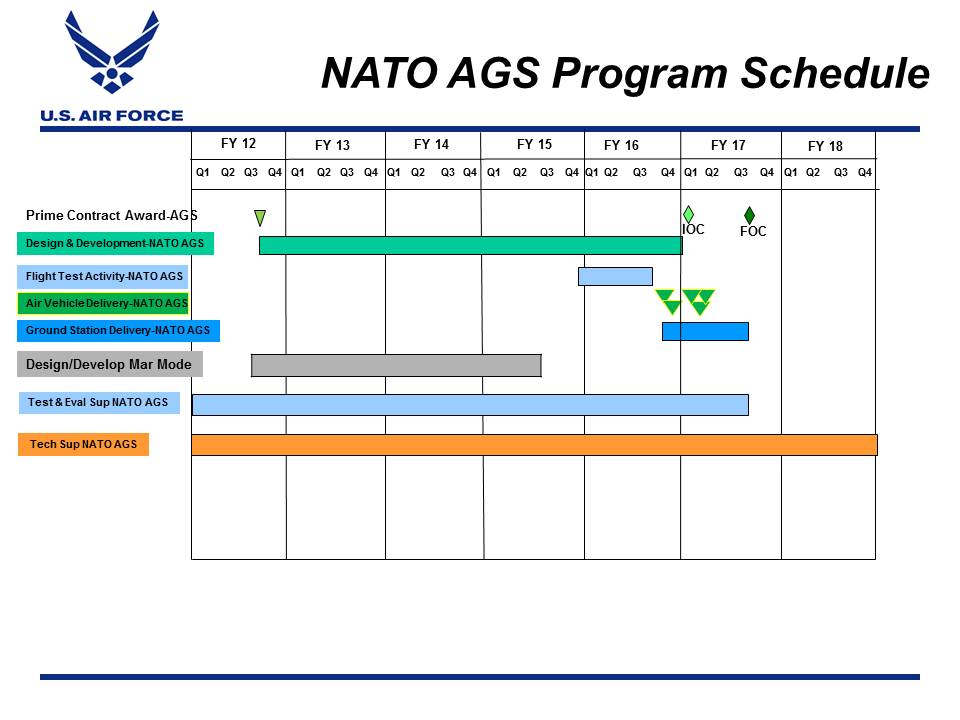 NATO AGS Program Schedule
U.S. AIR FORCE
FY 12 FY 13 FY 14 FY 15 FY 16 FY 17 FY 18
Q1 Q2 Q3 Q4 Q1 Q2 Q3 Q4 Q1 Q2 Q3 Q4 Q1 Q2 Q3 Q4 Q1 Q2 Q3 Q4 Q1 Q2 Q3 Q4 Q1 Q2 Q3 Q4
Prime Contract Award-AGS
IOC FOC
Design & Development-NATO AGS
Flight Test Activity-NATO AGS
Air Vehicle Delivery-NATO AGS
Ground Station Delivery-NATO AGS
Design/Develop Mar Mode
Test & Eval Sup NATO AGS
Tech Sup NATO AGS